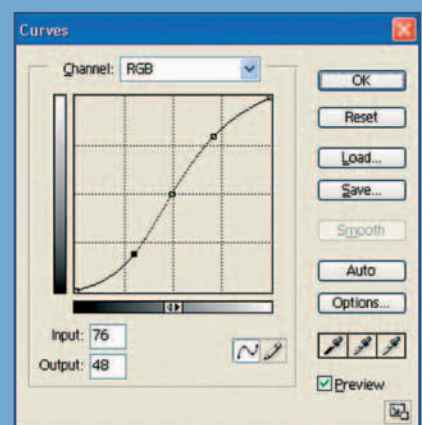 Curves
Channel: RGB
OK
Reset
Load...
Save...
Smooth
Auto
Options...
Input: 76
Output: 48
Preview